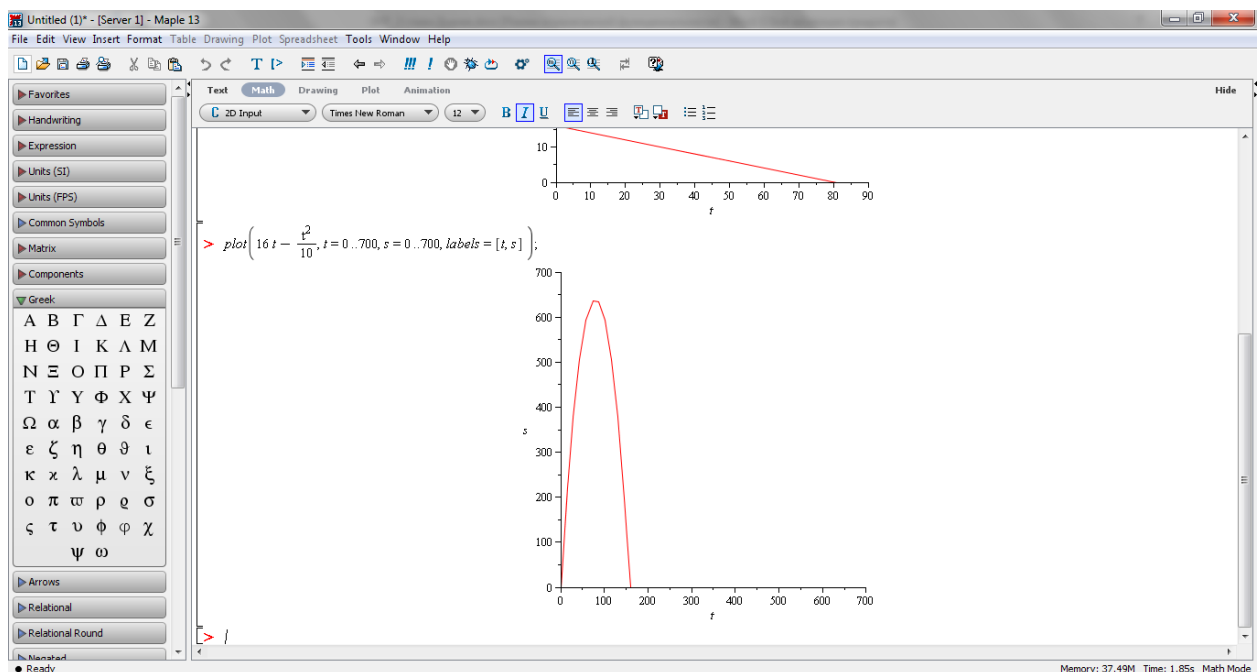 Untitled (1)* - [Server 1] - Maple 13
File Edit View Insert Format Table Drawing Plot Spreadsheet Tools Window Help
Favorites
Handwriting
Expression
Units (SI)
Units (FPS)
Common Symbols
Matrix
Components
Greek
Α Β Γ Δ Ε Ζ
Η Θ Ι Κ Λ Μ
Ν Ξ Ο Π Ρ Σ
Τ ϒ Υ Φ Χ Ψ
Ω α β γ δ ϵ
ε ζ η θ ϑ ι
κ ϰ λ μ ν ξ
ο π ϖ ρ ϱ σ
ς τ υ ϕ φ χ
ψ ω
Arrows
Relational
Relational Round
Negated
Text Math Drawing Plot Animation Hide
C 2D Input Times New Roman 12 B I U
10
0
0 10 20 30 40 50 60 70 80 90
t
> plot(16 t − t²/10, t = 0 ..700, s = 0 ..700, labels = [t, s]);
700
600
500
400
s
300
200
100
0
0 100 200 300 400 500 600 700
t
>
Ready Memory: 37.49M Time: 1.85s Math Mode